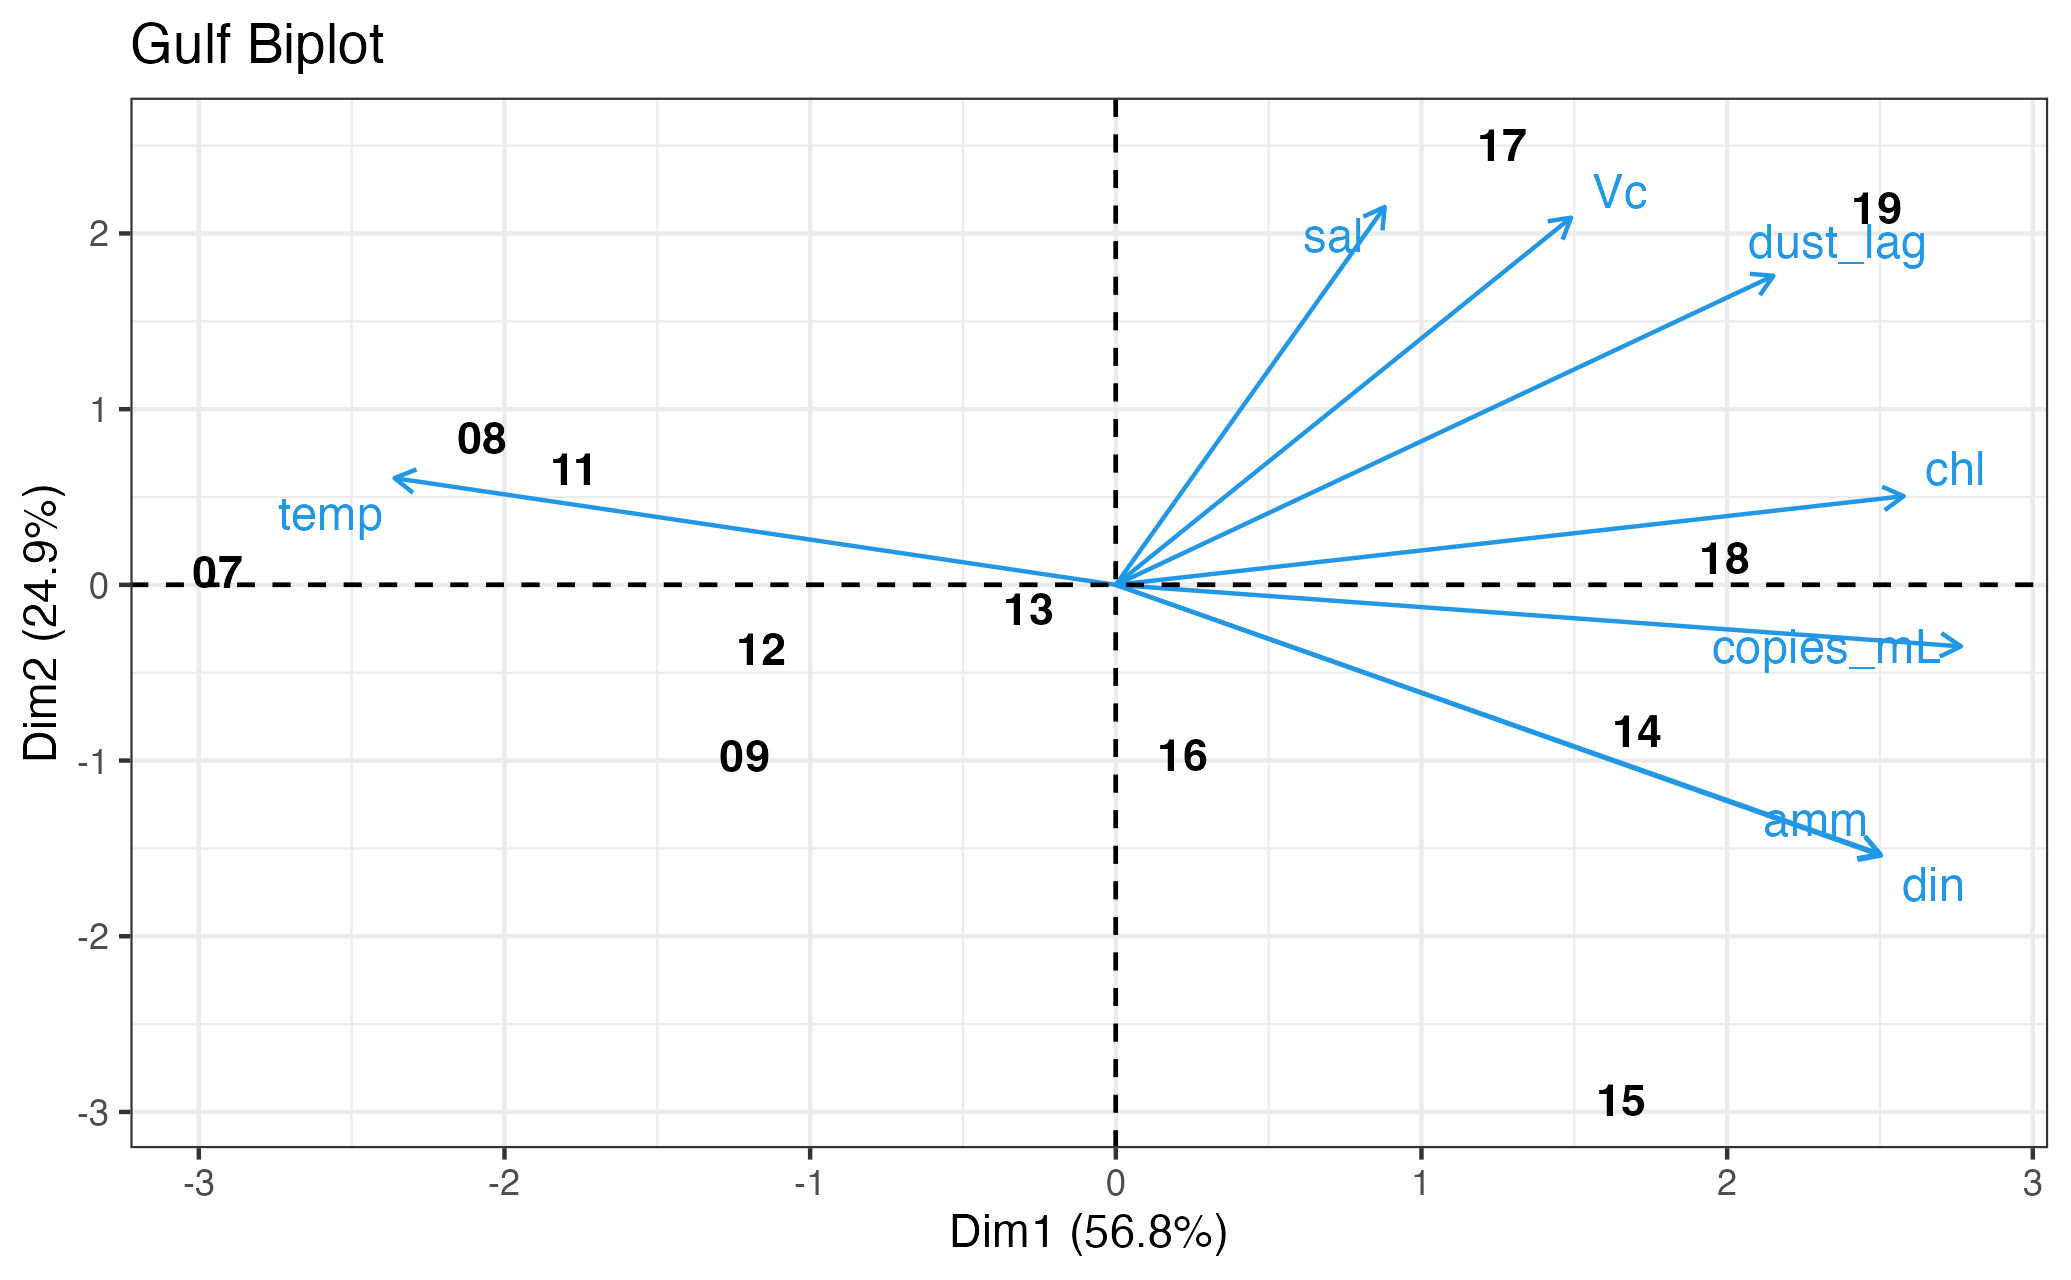 Gulf Biplot
17
Vc
19
sal
dust_lag
2
1
08
11
chl
temp
07
18
0
13
12
copies_mL
14
09
16
-1
amm
din
-2
15
-3
Dim2 (24.9%)
-3
-2
-1
0
1
2
3
Dim1 (56.8%)